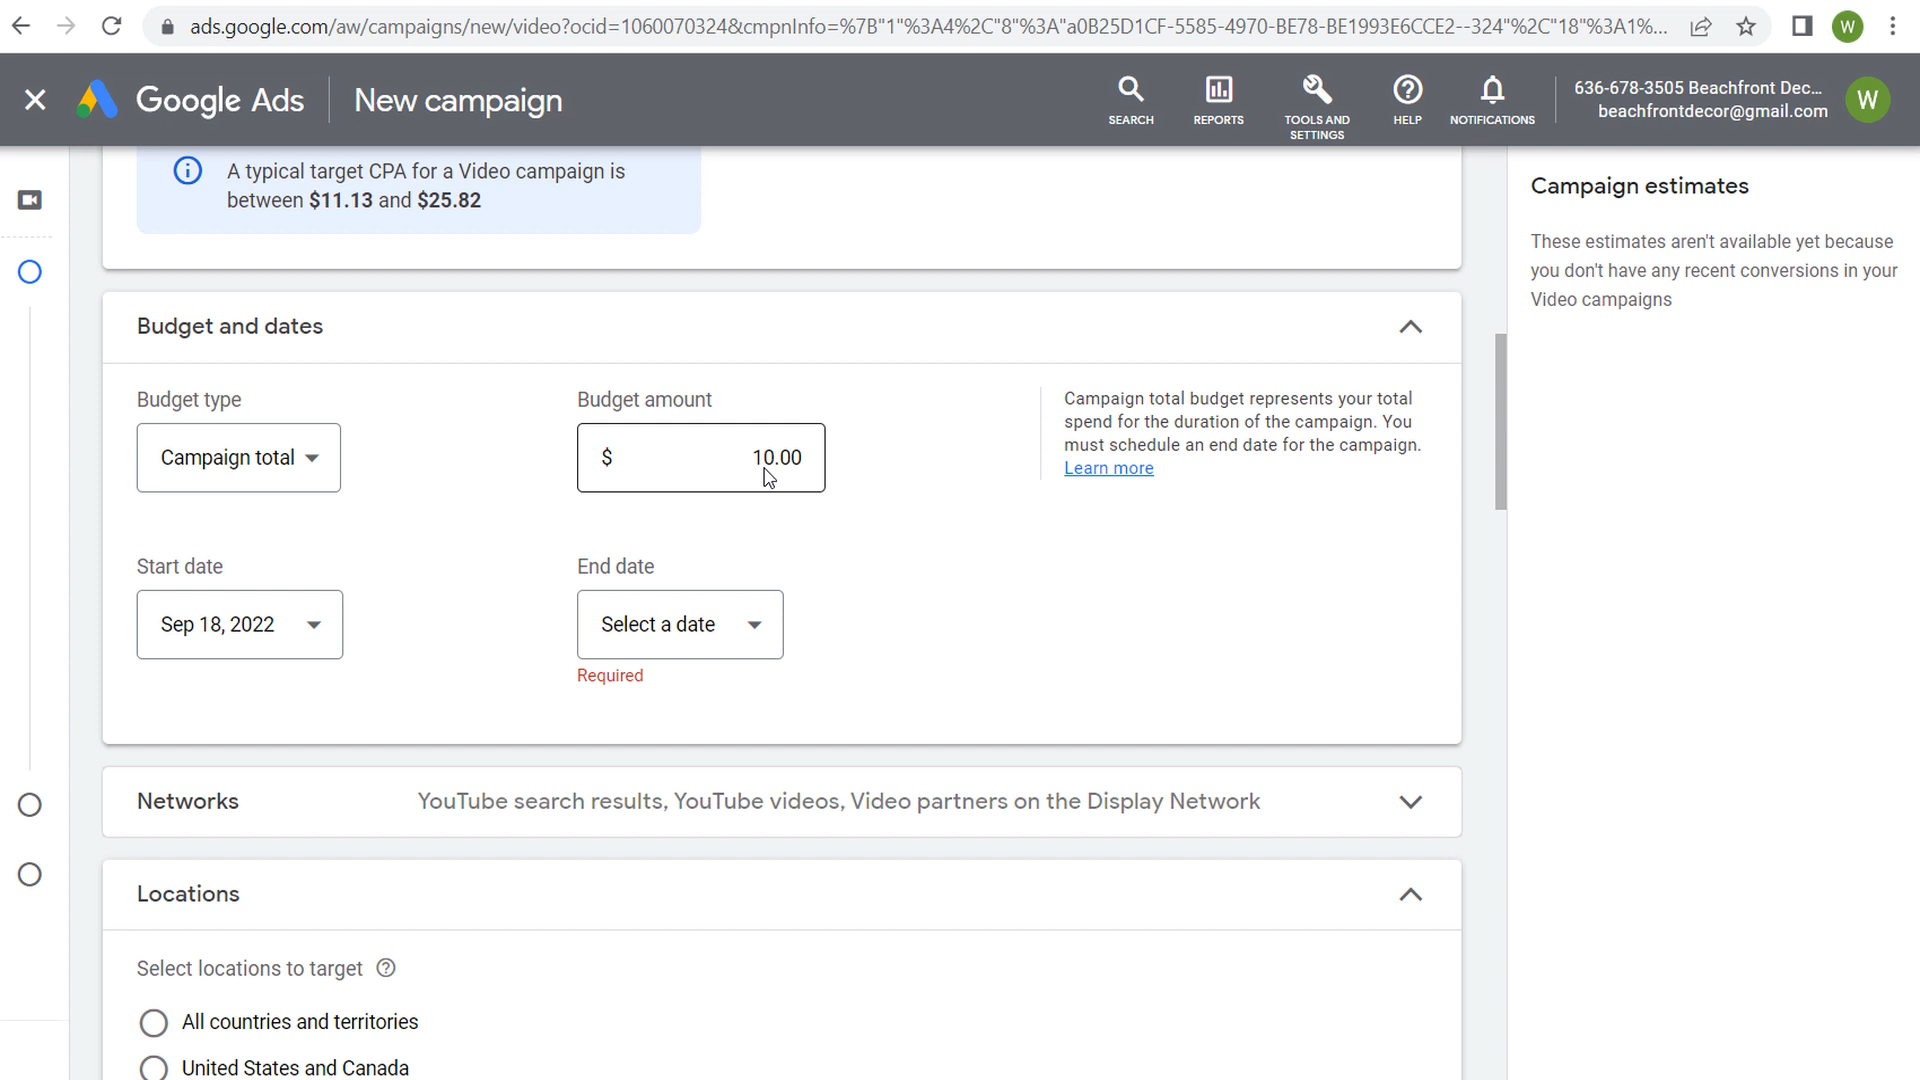 ads.google.com/aw/campaigns/new/video?ocid=1060070324&cmpnInfo=%7B"1"%3A4%2C"8"%3A"a0B25D1CF-5585-4970-BE78-BE1993E6CCE2--324"%2C"18"%3A1%...
W
Google Ads
New campaign
SEARCH
REPORTS
TOOLS AND
SETTINGS
HELP
NOTIFICATIONS
636-678-3505 Beachfront Dec...
beachfrontdecor@gmail.com
W
A typical target CPA for a Video campaign is
between $11.13 and $25.82
Campaign estimates
These estimates aren't available yet because
you don't have any recent conversions in your
Video campaigns
Budget and dates
Budget type
Campaign total
Budget amount
$ 10.00
Campaign total budget represents your total
spend for the duration of the campaign. You
must schedule an end date for the campaign.
Learn more
Start date
Sep 18, 2022
End date
Select a date
Required
Networks
YouTube search results, YouTube videos, Video partners on the Display Network
Locations
Select locations to target
All countries and territories
United States and Canada